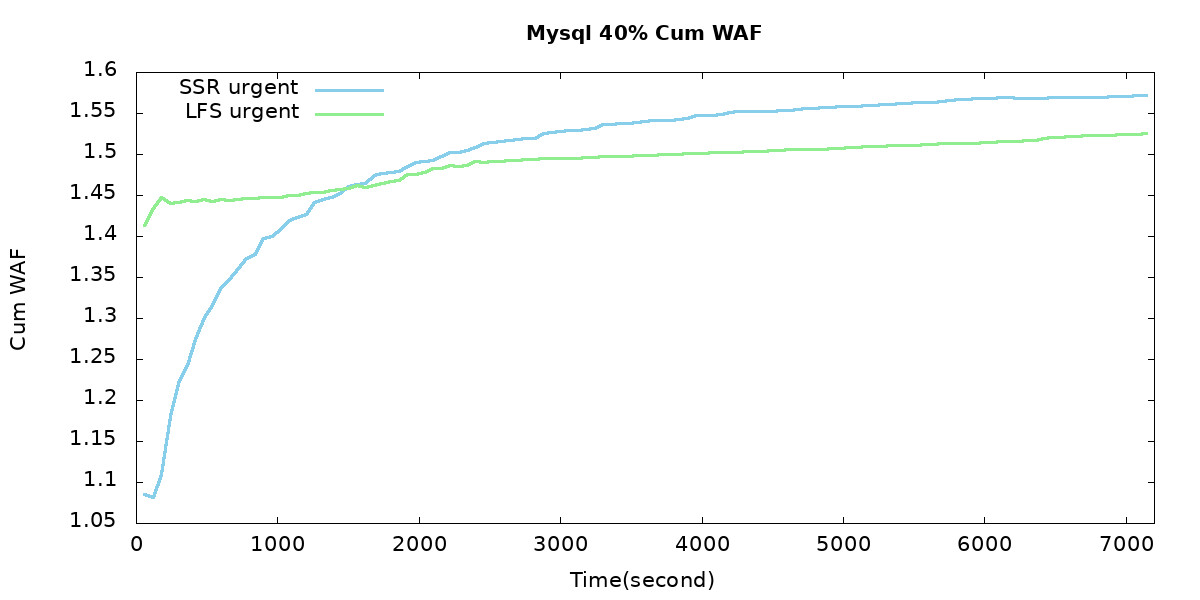 Mysql 40% Cum WAF
SSR urgent
LFS urgent
1.6
1.55
1.5
1.45
1.4
1.35
1.3
1.25
1.2
1.15
1.1
1.05
Cum WAF
0 1000 2000 3000 4000 5000 6000 7000
Time(second)